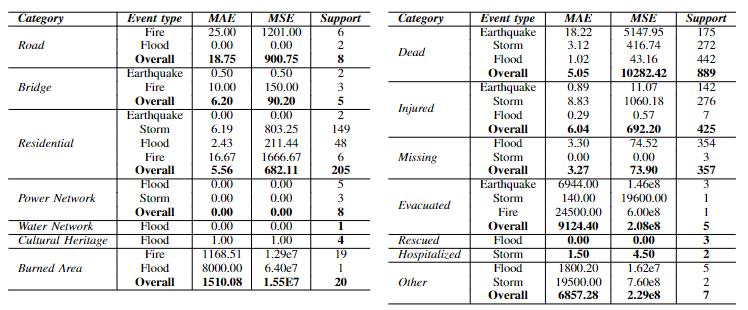 Category Event type MAE MSE Support
Road Fire 25.00 1201.00 6
Flood 0.00 0.00 2
Overall 18.75 900.75 8
Bridge Earthquake 0.50 0.50 2
Fire 10.00 150.00 3
Overall 6.20 90.20 5
Residential Earthquake 0.00 0.00 2
Storm 6.19 803.25 149
Flood 2.43 211.44 48
Fire 16.67 1666.67 6
Overall 5.56 682.11 205
Power Network Flood 0.00 0.00 5
Storm 0.00 0.00 3
Overall 0.00 0.00 8
Water Network Flood 0.00 0.00 1
Cultural Heritage Flood 1.00 1.00 4
Burned Area Fire 1168.51 1.29e7 19
Flood 8000.00 6.40e7 1
Overall 1510.08 1.55E7 20
Category Event type MAE MSE Support
Dead Earthquake 18.22 5147.95 175
Storm 3.12 416.74 272
Flood 1.02 43.16 442
Overall 5.05 10282.42 889
Injured Earthquake 0.89 11.07 142
Storm 8.83 1060.18 276
Flood 0.29 0.57 7
Overall 6.04 692.20 425
Missing Flood 3.30 74.52 354
Storm 0.00 0.00 3
Overall 3.27 73.90 357
Evacuated Earthquake 6944.00 1.46e8 3
Storm 140.00 19600.00 1
Fire 24500.00 6.00e8 1
Overall 9124.40 2.08e8 5
Rescued Flood 0.00 0.00 3
Hospitalized Storm 1.50 4.50 2
Other Flood 1800.20 1.62e7 5
Storm 19500.00 7.60e8 2
Overall 6857.28 2.29e8 7